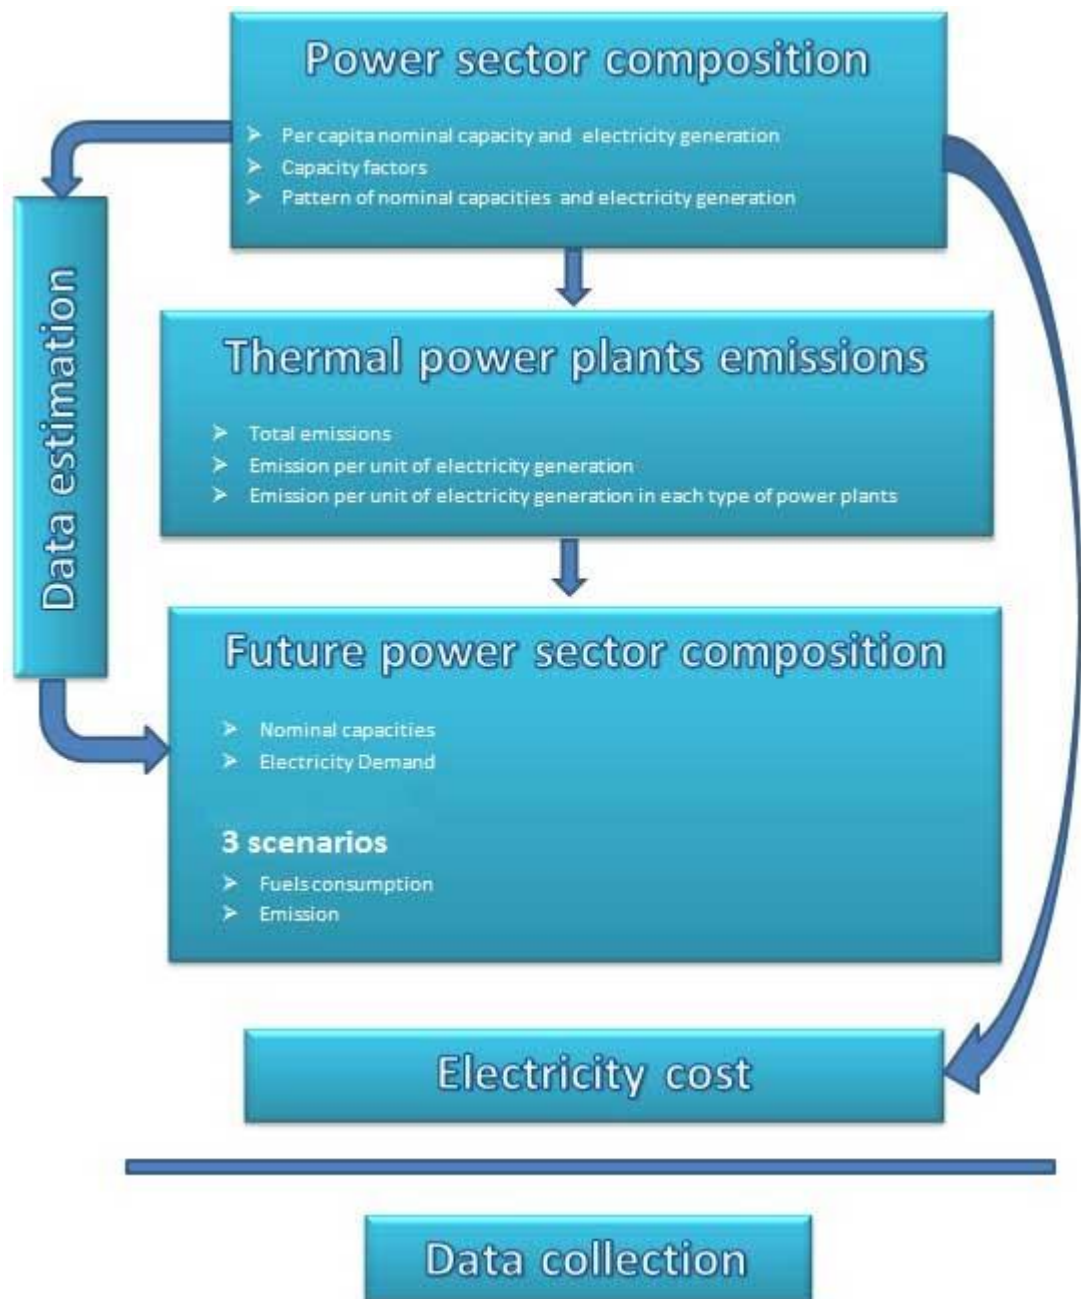 Power sector composition
➢ Per capita nominal capacity and electricity generation
➢ Capacity factors
➢ Pattern of nominal capacities and electricity generation
Data estimation
Thermal power plants emissions
➢ Total emissions
➢ Emission per unit of electricity generation
➢ Emission per unit of electricity generation in each type of power plants
Future power sector composition
➢ Nominal capacities
➢ Electricity Demand
3 scenarios
➢ Fuels consumption
➢ Emission
Electricity cost
Data collection